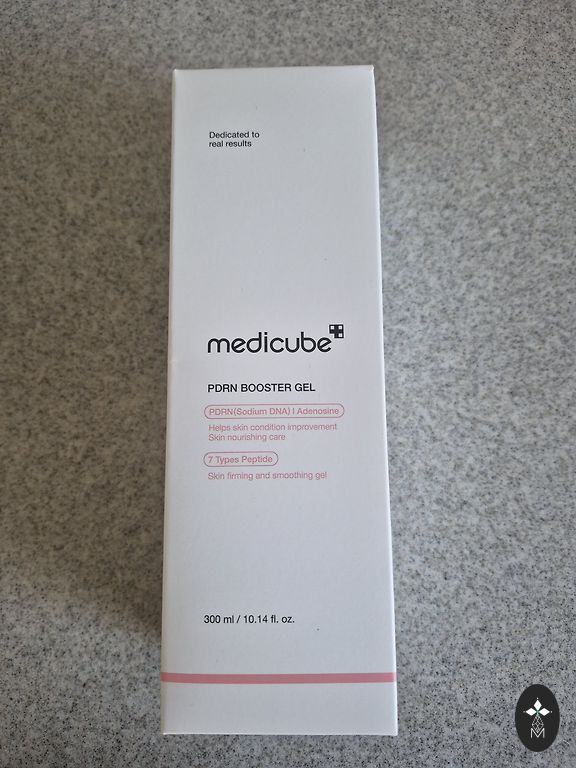 Dedicated to
real results
medicube
PDRN BOOSTER GEL
PDRN(Sodium DNA) I Adenosine
Helps skin condition improvement
Skin nourishing care
7 Types Peptide
Skin firming and smoothing gel
300 ml / 10.14 fl. oz.
M